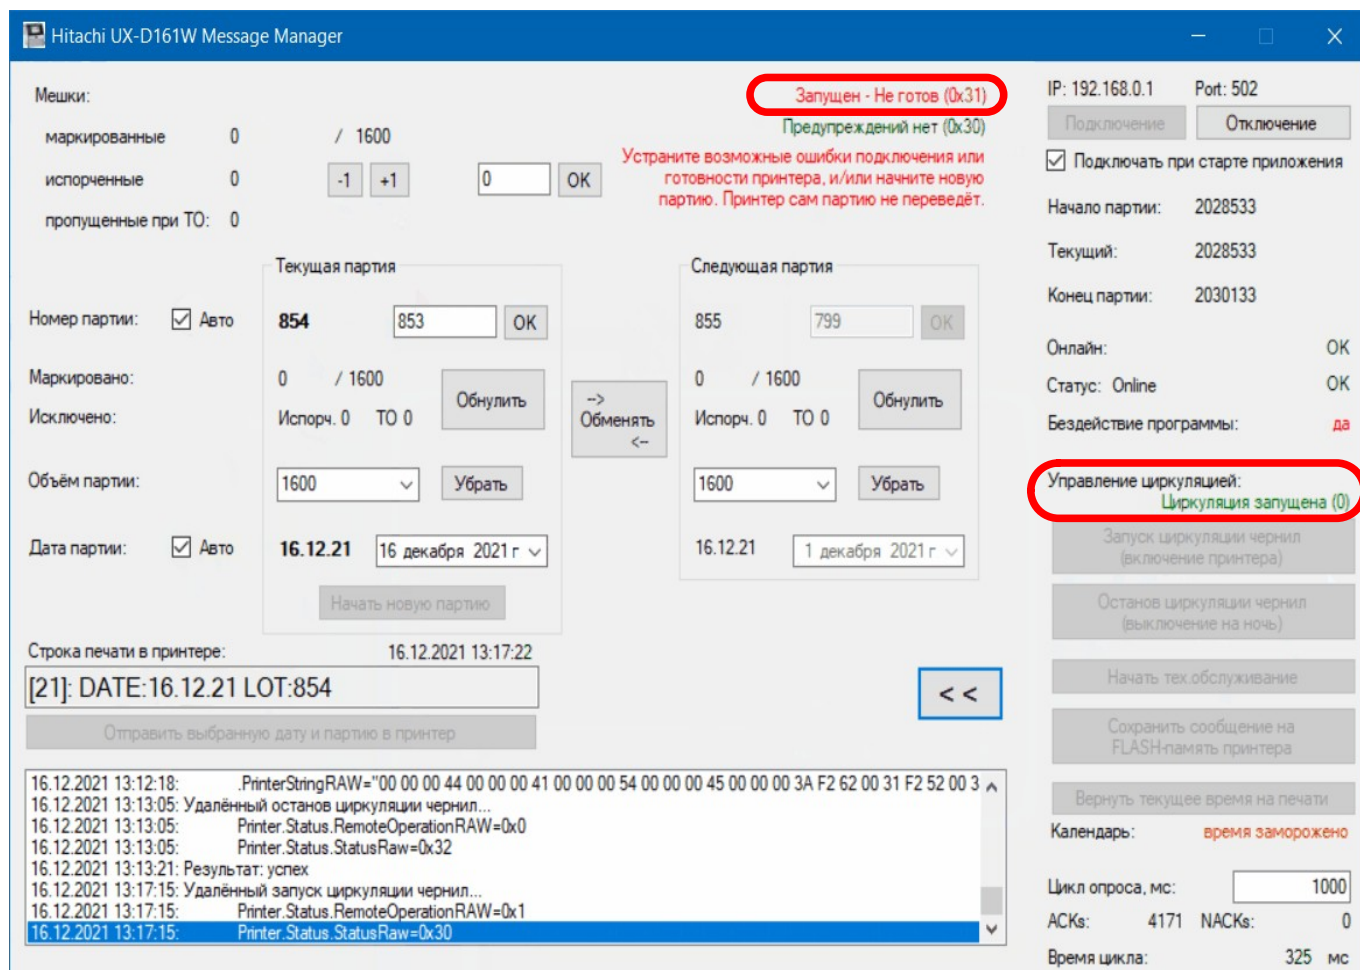 Hitachi UX-D161W Message Manager
Мешки:
маркированные 0 / 1600
испорченные 0 -1 +1 0 OK
пропущенные при ТО: 0
Запущен - Не готов (0x31)
Предупреждений нет (0x30)
Устраните возможные ошибки подключения или
готовности принтера, и/или начните новую
партию. Принтер сам партию не переведёт.
Текущая партия
Следующая партия
Номер партии: Авто 854 853 OK 855 799 OK
Маркировано: 0 / 1600 Обнулить 0 / 1600 Обнулить
-->
Обменять
<--
Исключено: Испорч. 0 ТО 0 Испорч. 0 ТО 0
Объём партии: 1600 Убрать 1600 Убрать
Дата партии: Авто 16.12.21 16 декабря 2021 г 16.12.21 1 декабря 2021 г
Начать новую партию
Строка печати в принтере: 16.12.2021 13:17:22
[21]: DATE:16.12.21 LOT:854
<<
Отправить выбранную дату и партию в принтер
16.12.2021 13:12:18: .PrinterStringRAW="00 00 00 44 00 00 00 41 00 00 00 54 00 00 00 45 00 00 00 3A F2 62 00 31 F2 52 00 3
16.12.2021 13:13:05: Удалённый останов циркуляции чернил...
16.12.2021 13:13:05: Printer.Status.RemoteOperationRAW=0x0
16.12.2021 13:13:05: Printer.Status.StatusRaw=0x32
16.12.2021 13:13:21: Результат: успех
16.12.2021 13:17:15: Удалённый запуск циркуляции чернил...
16.12.2021 13:17:15: Printer.Status.RemoteOperationRAW=0x1
16.12.2021 13:17:15: Printer.Status.StatusRaw=0x30
IP: 192.168.0.1 Port: 502
Подключение Отключение
Подключать при старте приложения
Начало партии: 2028533
Текущий: 2028533
Конец партии: 2030133
Онлайн: OK
Статус: Online OK
Бездействие программы: да
Управление циркуляцией:
Циркуляция запущена (0)
Запуск циркуляции чернил
(включение принтера)
Останов циркуляции чернил
(выключение на ночь)
Начать тех.обслуживание
Сохранить сообщение на
FLASH-память принтера
Вернуть текущее время на печати
Календарь: время заморожено
Цикл опроса, мс: 1000
ACKs: 4171 NACKs: 0
Время цикла: 325 мс